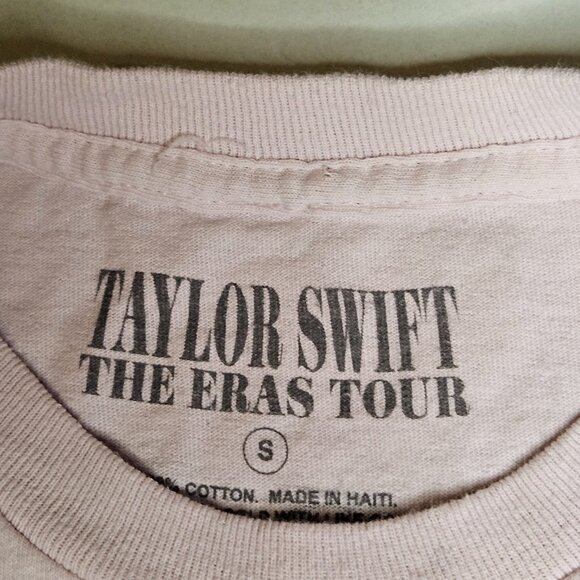 TAYLOR SWIFT
THE ERAS TOUR
S
% COTTON. MADE IN HAITI.